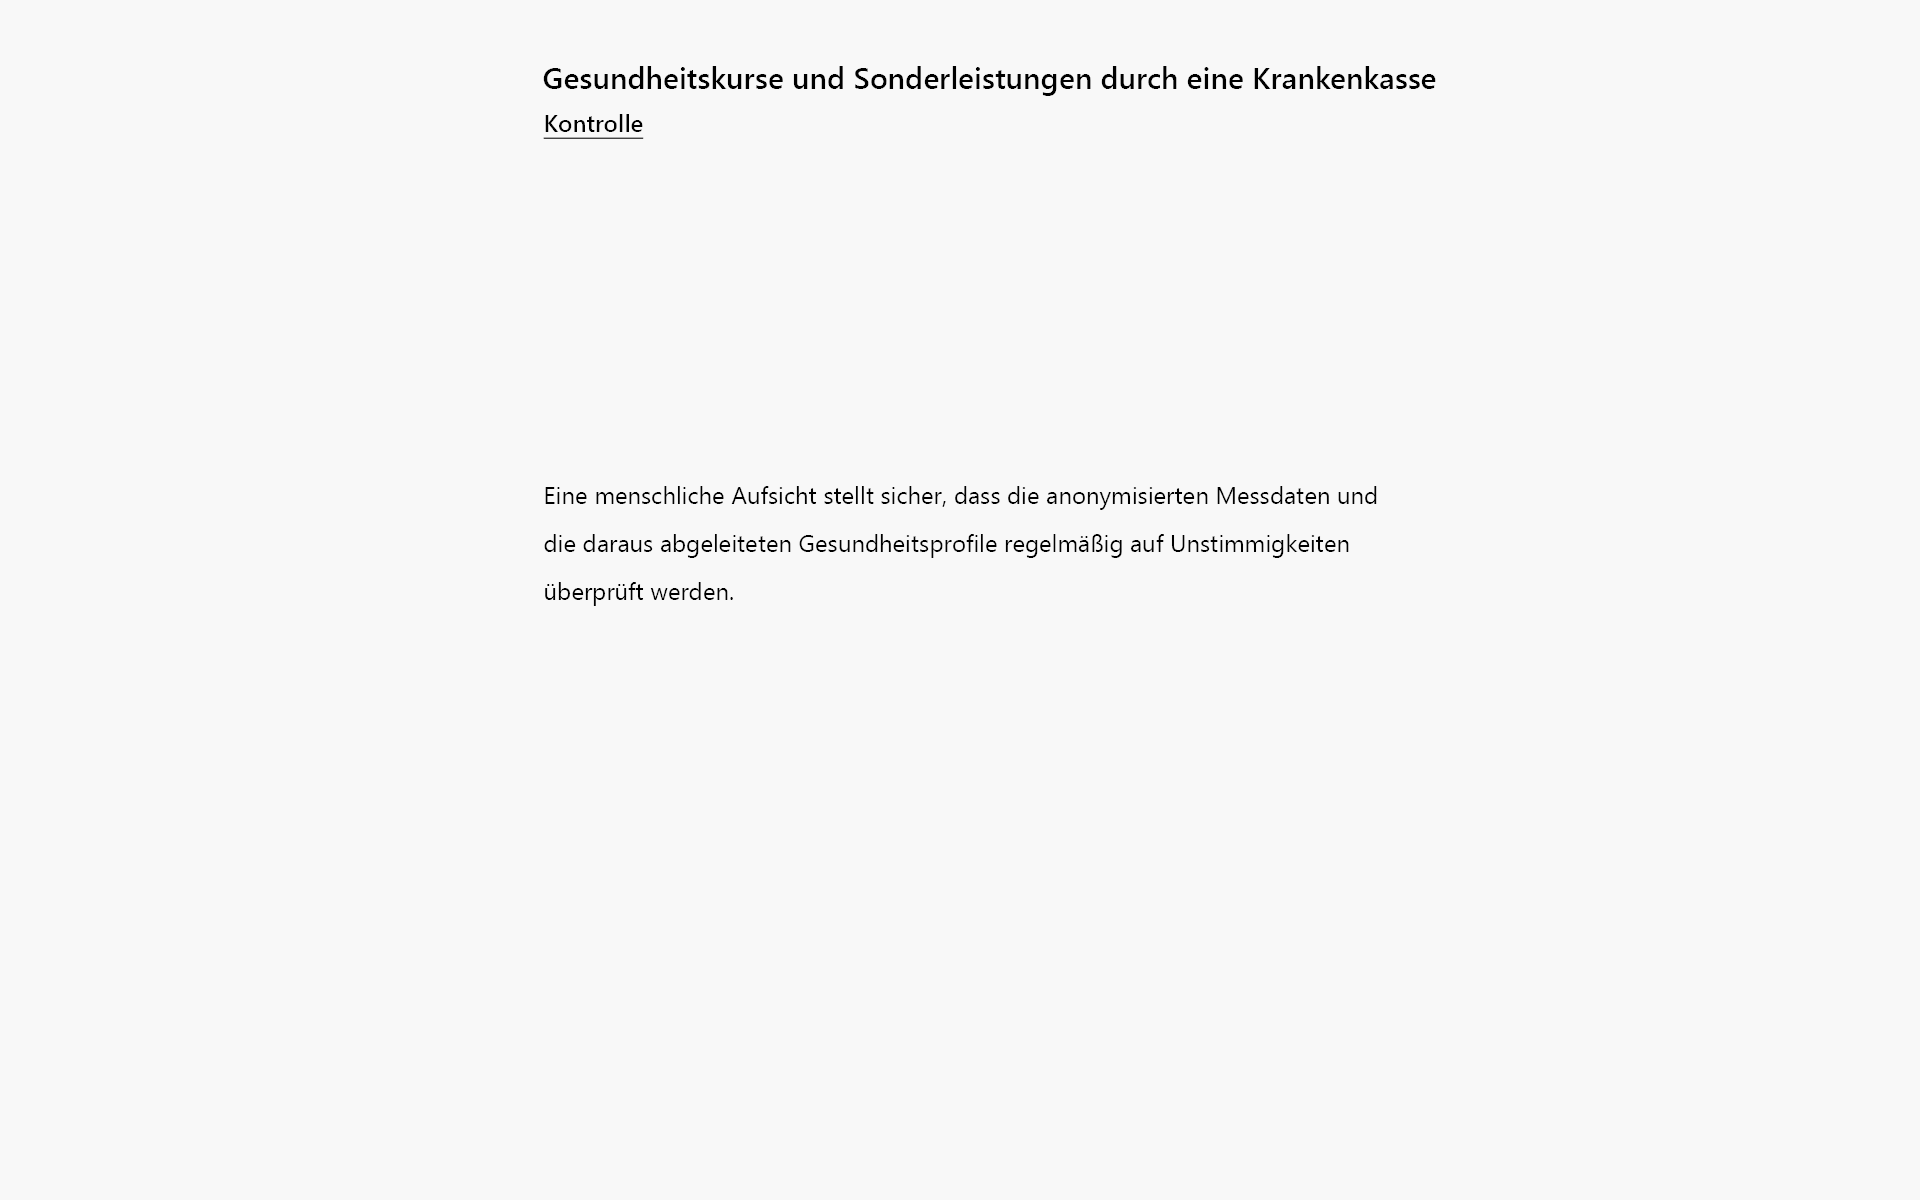 Gesundheitskurse und Sonderleistungen durch eine Krankenkasse
Kontrolle
Eine menschliche Aufsicht stellt sicher, dass die anonymisierten Messdaten und
die daraus abgeleiteten Gesundheitsprofile regelmäßig auf Unstimmigkeiten
überprüft werden.